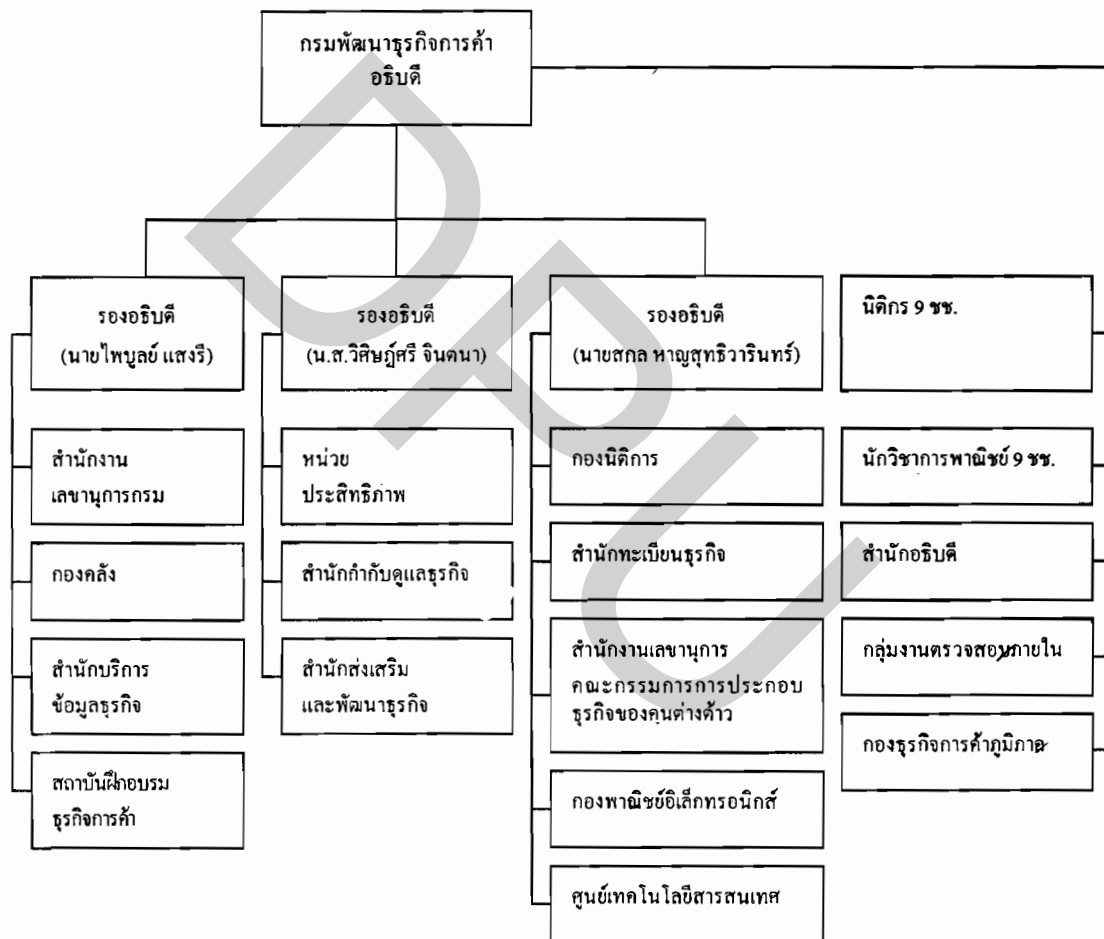 กรมพัฒนาธุรกิจการค้า
อธิบดี
รองอธิบดี
(นายไพบูลย์ แสงรี)
สำนักงาน
เลขานุการกรม
กองคลัง
สำนักบริการ
ข้อมูลธุรกิจ
สถาบันฝึกอบรม
ธุรกิจการค้า
รองอธิบดี
(น.ส.วิศิษฎ์ศรี จินตนา)
หน่วย
ประสิทธิภาพ
สำนักกำกับดูแลธุรกิจ
สำนักส่งเสริม
และพัฒนาธุรกิจ
รองอธิบดี
(นายสกล หาญสุทธิวารินทร์)
กองนิติการ
สำนักทะเบียนธุรกิจ
สำนักงานเลขานุการ
คณะกรรมการการประกอบ
ธุรกิจของคนต่างด้าว
กองพาณิชย์อิเล็กทรอนิกส์
ศูนย์เทคโนโลยีสารสนเทศ
นิติกร 9 ชช.
นักวิชาการพาณิชย์ 9 ชช.
สำนักอธิบดี
กลุ่มงานตรวจสอบภายใน
กองธุรกิจการค้าภูมิภาค
DPU